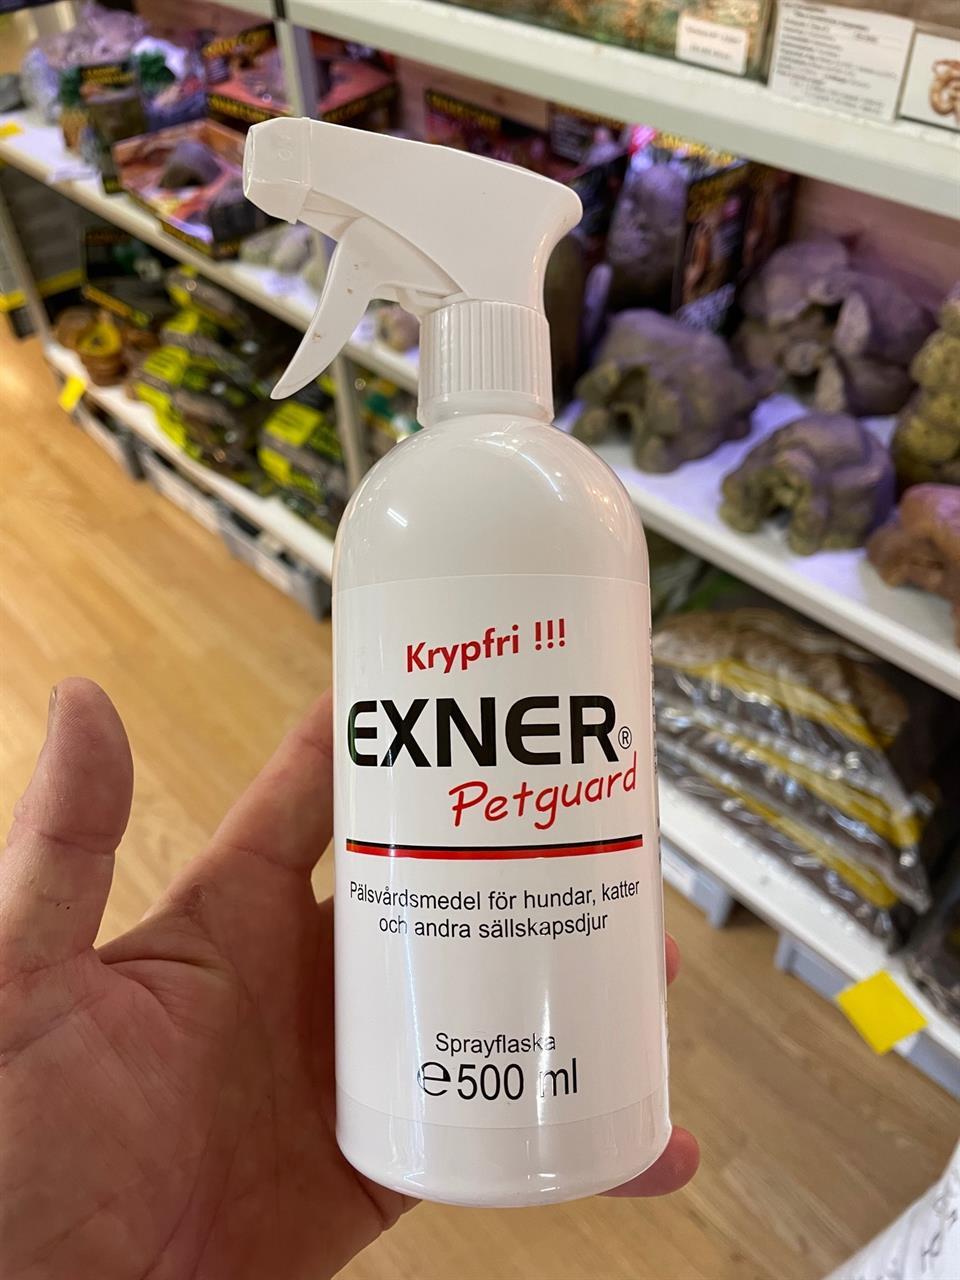 Krypfri !!!
EXNER®
Petguard
Pälsvårdsmedel för hundar, katter
och andra sällskapsdjur
Sprayflaska
℮500 ml